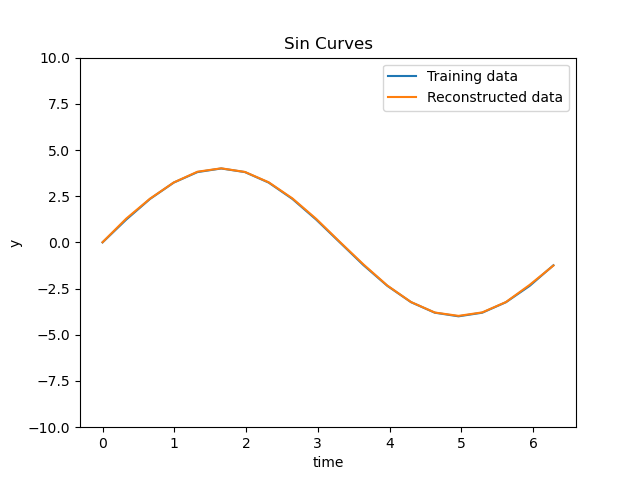 Sin Curves
10.0
7.5
5.0
2.5
0.0
−2.5
−5.0
−7.5
−10.0
y
Training data
Reconstructed data
0 1 2 3 4 5 6
time